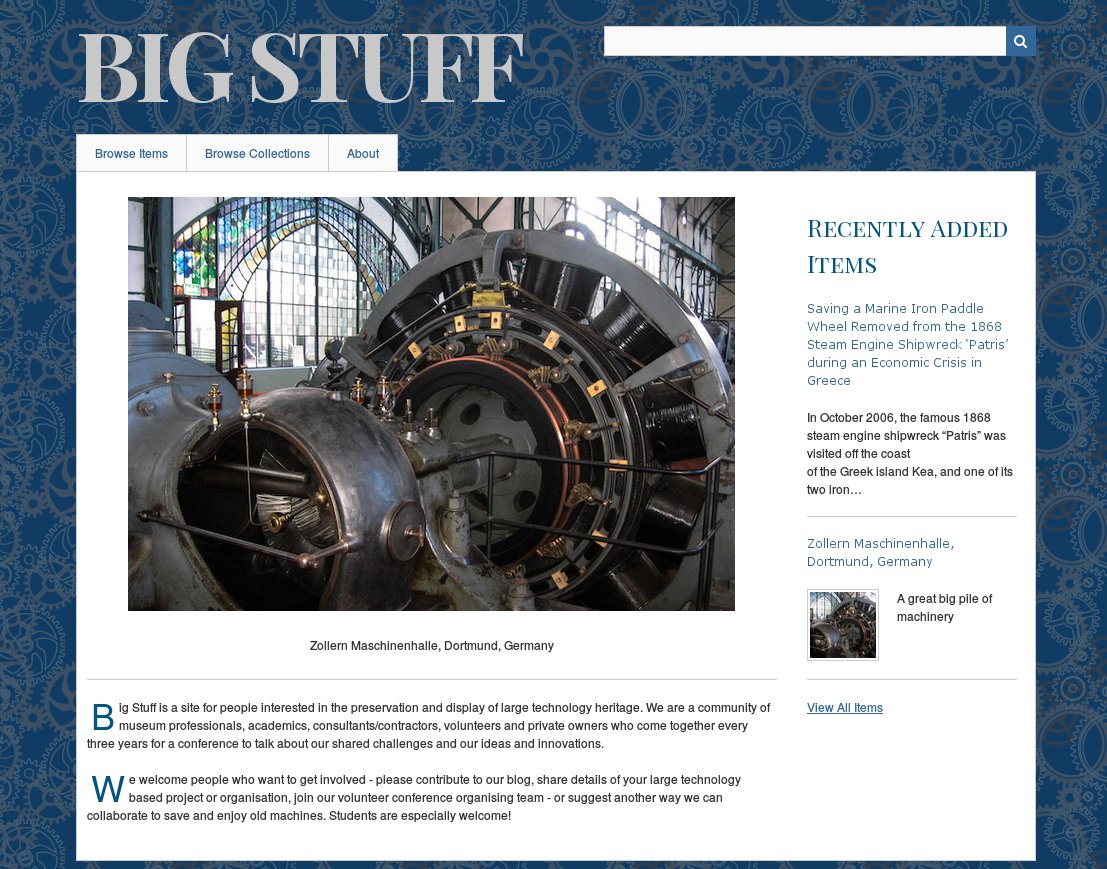 BIG STUFF
Browse Items
Browse Collections
About
Zollern Maschinenhalle, Dortmund, Germany
Big Stuff is a site for people interested in the preservation and display of large technology heritage. We are a community of
museum professionals, academics, consultants/contractors, volunteers and private owners who come together every
three years for a conference to talk about our shared challenges and our ideas and innovations.
We welcome people who want to get involved - please contribute to our blog, share details of your large technology
based project or organisation, join our volunteer conference organising team - or suggest another way we can
collaborate to save and enjoy old machines. Students are especially welcome!
Recently Added
Items
Saving a Marine Iron Paddle
Wheel Removed from the 1868
Steam Engine Shipwreck ‘Patris’
during an Economic Crisis in
Greece
In October 2006, the famous 1868
steam engine shipwreck “Patris” was
visited off the coast
of the Greek island Kea, and one of its
two iron…
Zollern Maschinenhalle,
Dortmund, Germany
A great big pile of
machinery
View All Items